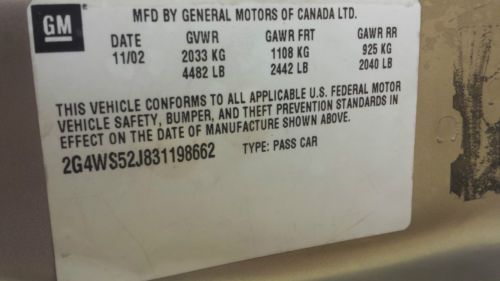 GM
MFD BY GENERAL MOTORS OF CANADA LTD.
DATE GVWR GAWR FRT GAWR RR
11/02 2033 KG 1108 KG 925 KG
4482 LB 2442 LB 2040 LB
THIS VEHICLE CONFORMS TO ALL APPLICABLE U.S. FEDERAL MOTOR
VEHICLE SAFETY, BUMPER, AND THEFT PREVENTION STANDARDS IN
EFFECT ON THE DATE OF MANUFACTURE SHOWN ABOVE.
2G4WS52J831198662 TYPE: PASS CAR